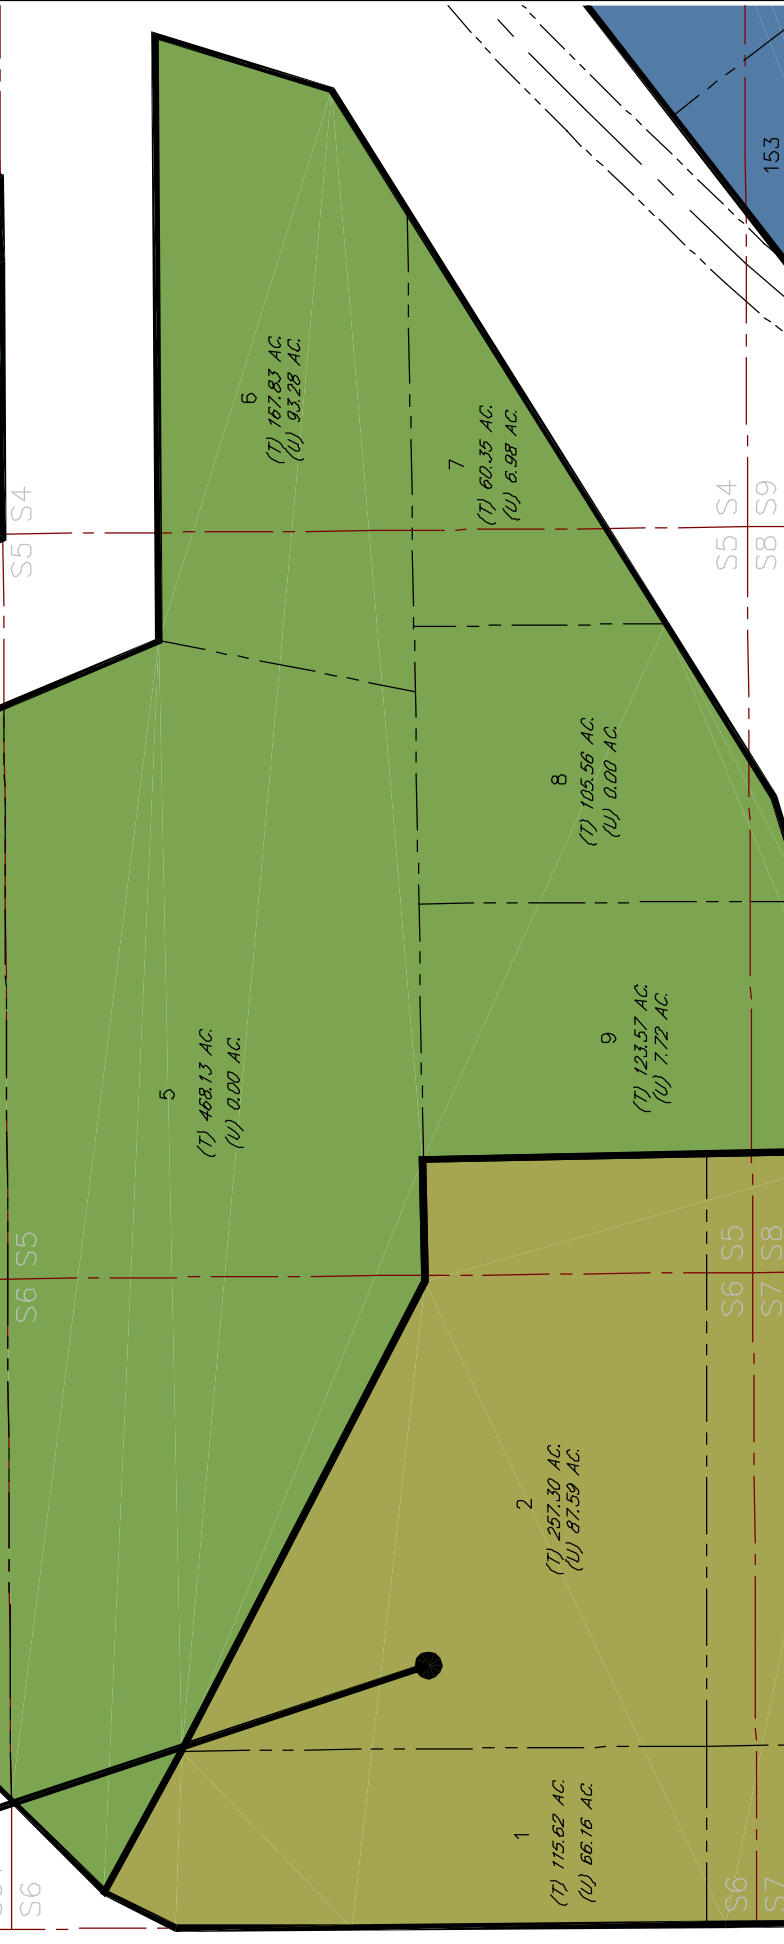 153
6
(T) 167.83 AC.
(U) 93.28 AC.
7
(T) 60.35 AC.
(U) 6.98 AC.
S5 S4
S5 S4
S8 S9
8
(T) 105.56 AC.
(U) 0.00 AC.
5
(T) 468.13 AC.
(U) 0.00 AC.
9
(T) 123.57 AC.
(U) 7.72 AC.
S6 S5
S6 S5
S7 S8
2
(T) 257.30 AC.
(U) 87.59 AC.
1
(T) 115.62 AC.
(U) 66.16 AC.
S6
S6
S7